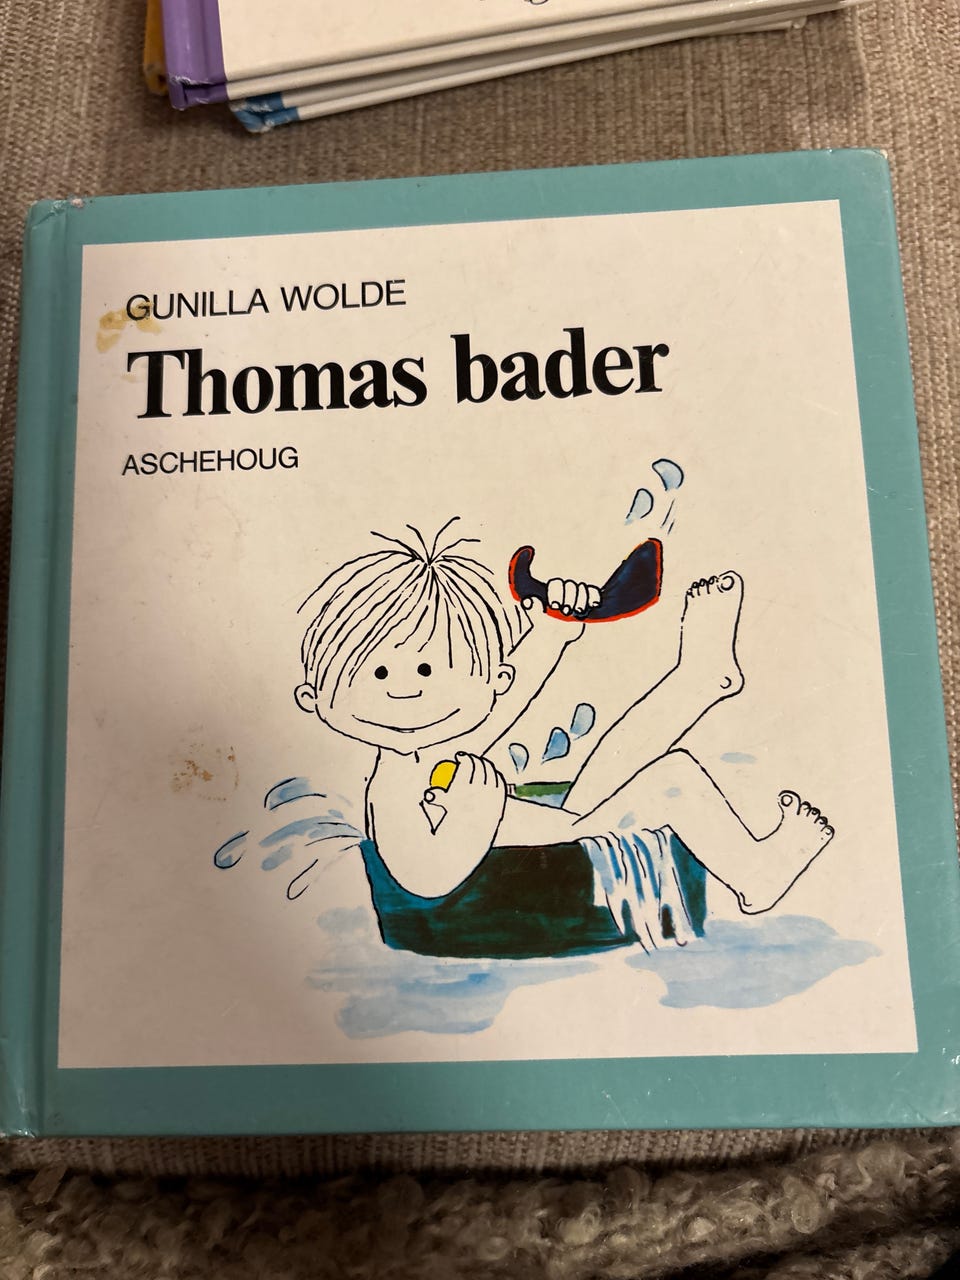 GUNILLA WOLDE
Thomas bader
ASCHEHOUG